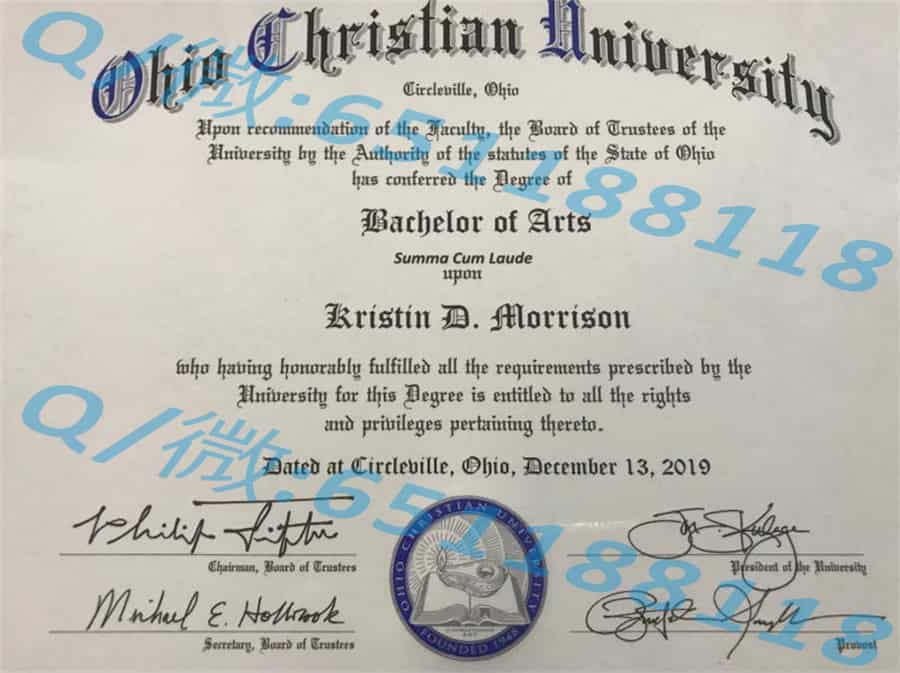 Ohio Christian University
Circleville, Ohio
Upon recommendation of the Faculty, the Board of Trustees of the
University by the Authority of the statutes of the State of Ohio
has conferred the Degree of
Bachelor of Arts
Summa Cum Laude
upon
Kristin D. Morrison
who having honorably fulfilled all the requirements prescribed by the
University for this Degree is entitled to all the rights
and privileges pertaining thereto.
Dated at Circleville, Ohio, December 13, 2019
Chairman, Board of Trustees
President of the University
Michael E. Holbrook
Secretary, Board of Trustees
Provost
OHIO CHRISTIAN UNIVERSITY
FOUNDED 1948
Q/微:651188118
Q/微:651188118